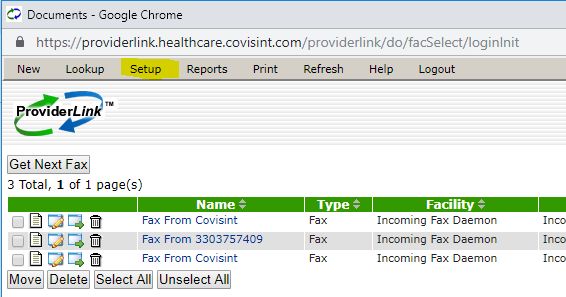 Documents - Google Chrome
https://providerlink.healthcare.covisint.com/providerlink/do/facSelect/loginInit
New Lookup Setup Reports Print Refresh Help Logout
ProviderLink™
Get Next Fax
3 Total, 1 of 1 page(s)
Name Type Facility
Fax From Covisint Fax Incoming Fax Daemon Inco
Fax From 3303757409 Fax Incoming Fax Daemon Inco
Fax From Covisint Fax Incoming Fax Daemon Inco
Move Delete Select All Unselect All